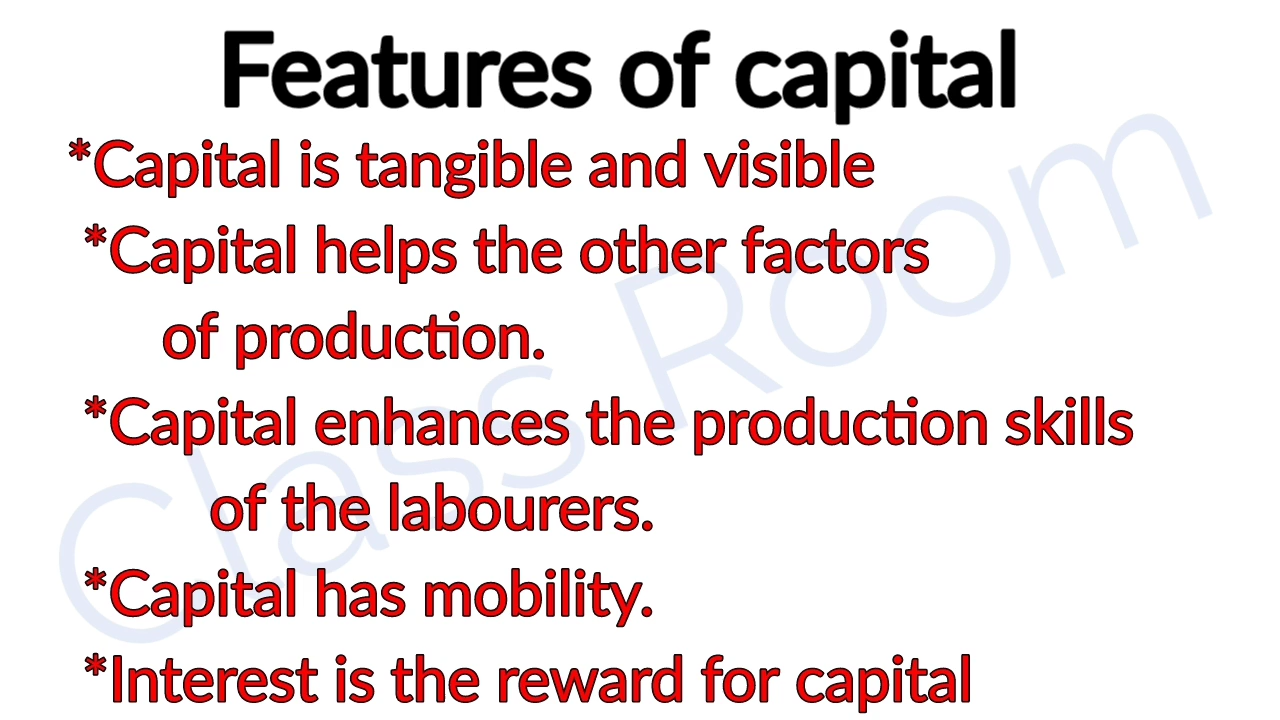 Features of capital
*Capital is tangible and visible
*Capital helps the other factors
of production.
*Capital enhances the production skills
of the labourers.
*Capital has mobility.
*Interest is the reward for capital
Class Room